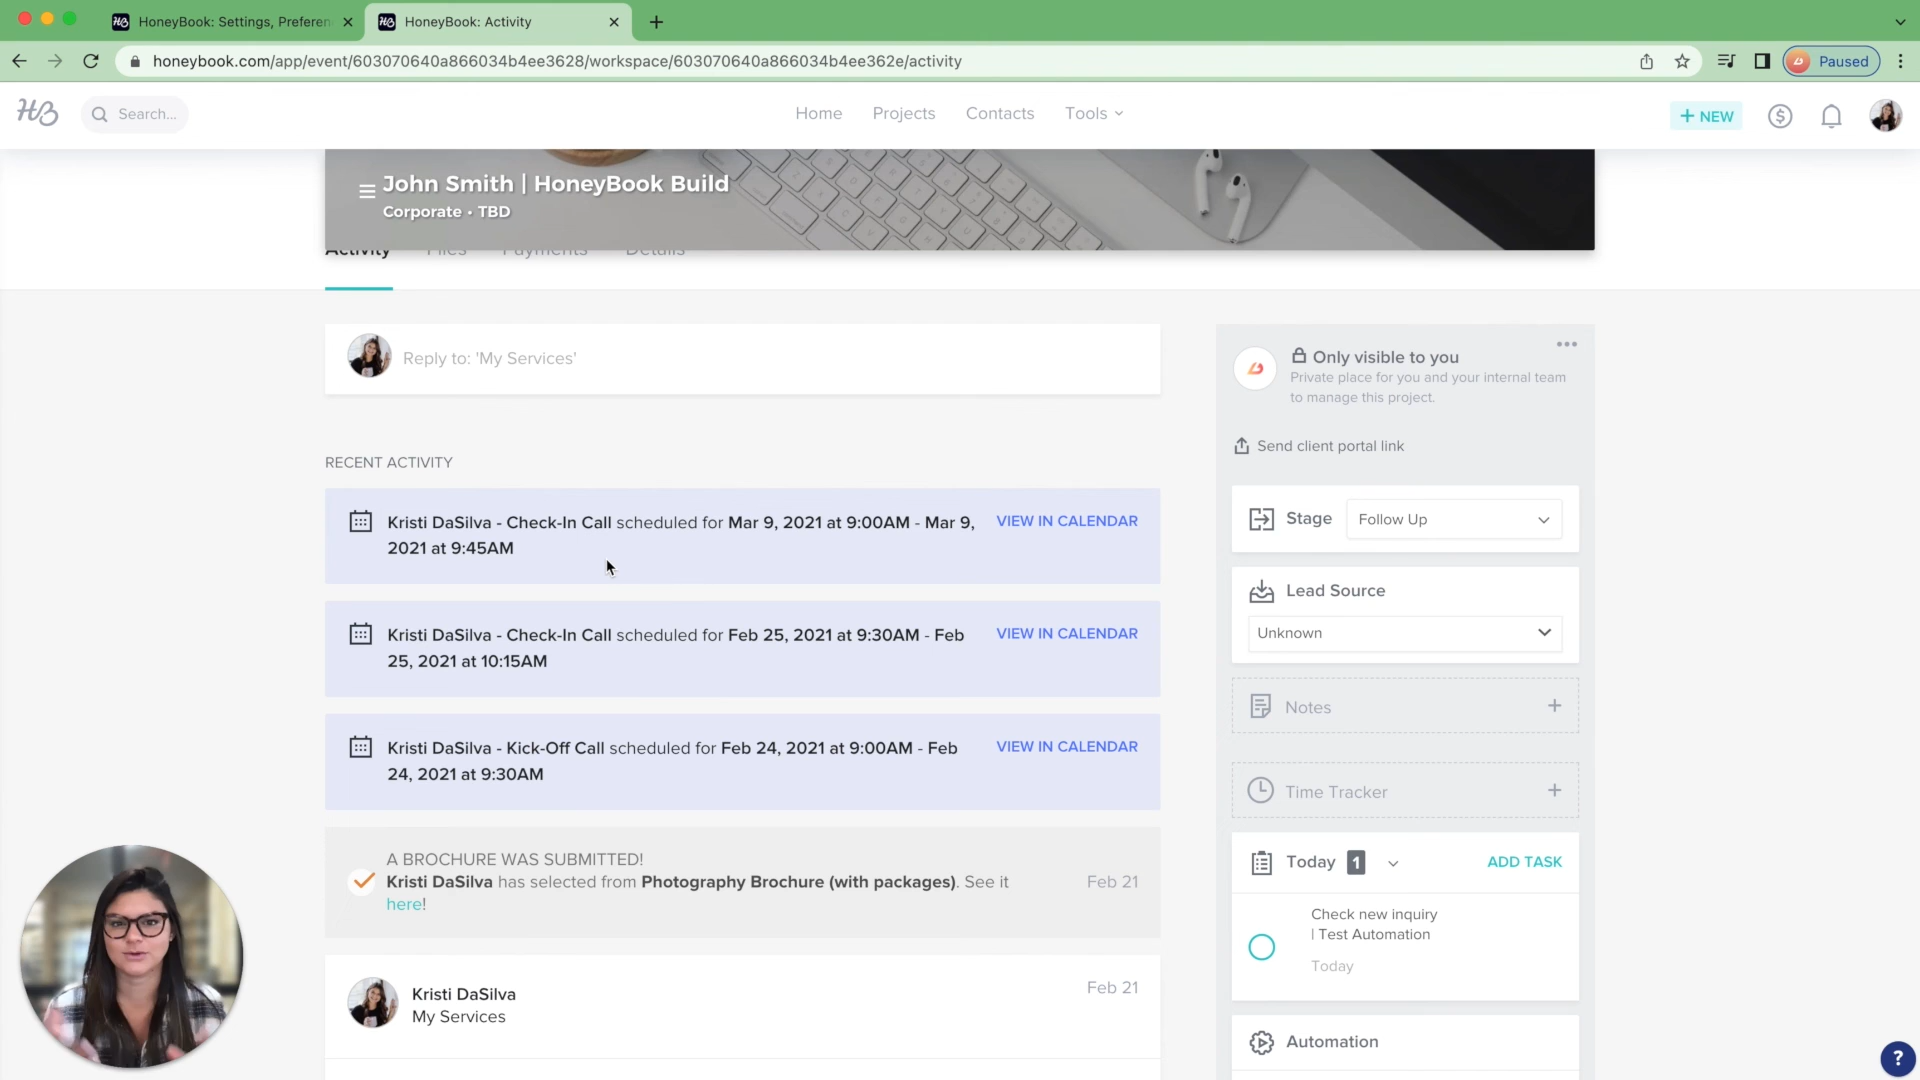 HoneyBook: Settings, Preferen
HoneyBook: Activity
honeybook.com/app/event/603070640a866034b4ee3628/workspace/603070640a866034b4ee362e/activity
Paused
HB
Search...
Home
Projects
Contacts
Tools
+ NEW
John Smith | HoneyBook Build
Corporate • TBD
Activity
Files
Payments
Details
Reply to: 'My Services'
RECENT ACTIVITY
Kristi DaSilva - Check-In Call scheduled for Mar 9, 2021 at 9:00AM - Mar 9,
2021 at 9:45AM
VIEW IN CALENDAR
Kristi DaSilva - Check-In Call scheduled for Feb 25, 2021 at 9:30AM - Feb
25, 2021 at 10:15AM
VIEW IN CALENDAR
Kristi DaSilva - Kick-Off Call scheduled for Feb 24, 2021 at 9:00AM - Feb
24, 2021 at 9:30AM
VIEW IN CALENDAR
A BROCHURE WAS SUBMITTED!
Kristi DaSilva has selected from Photography Brochure (with packages). See it
here!
Feb 21
Kristi DaSilva
My Services
Feb 21
Only visible to you
Private place for you and your internal team
to manage this project.
Send client portal link
Stage
Follow Up
Lead Source
Unknown
Notes
+
Time Tracker
+
Today 1
ADD TASK
Check new inquiry
| Test Automation
Today
Automation
?